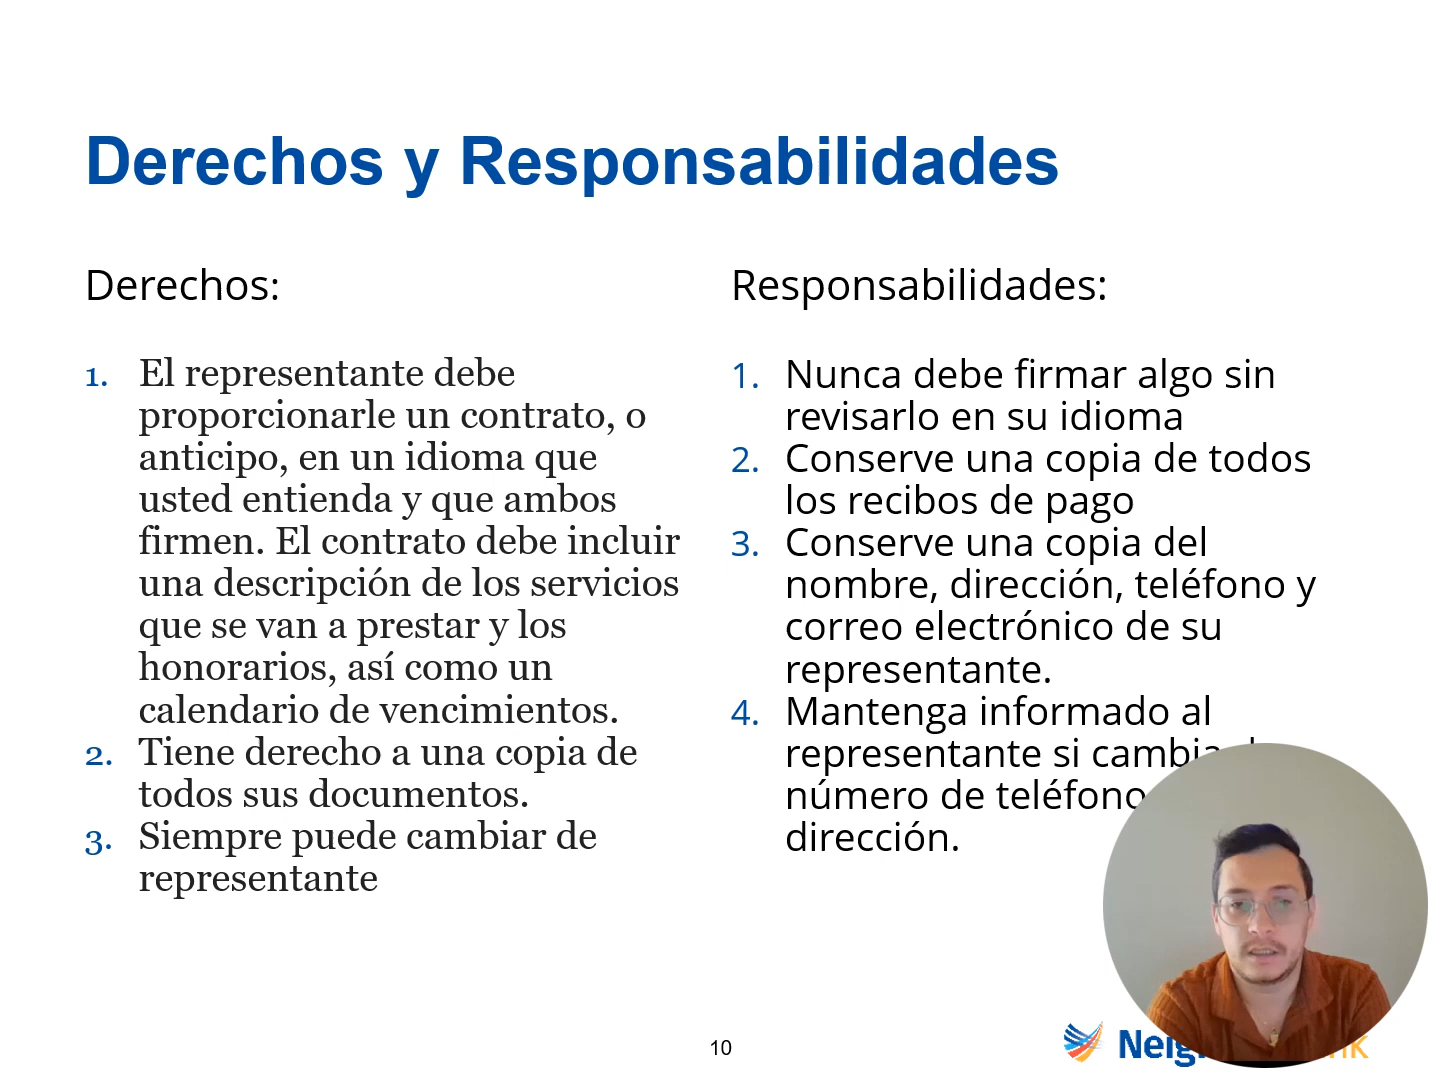 Derechos y Responsabilidades
Derechos:
1. El representante debe
proporcionarle un contrato, o
anticipo, en un idioma que
usted entienda y que ambos
firmen. El contrato debe incluir
una descripción de los servicios
que se van a prestar y los
honorarios, así como un
calendario de vencimientos.
2. Tiene derecho a una copia de
todos sus documentos.
3. Siempre puede cambiar de
representante
Responsabilidades:
1. Nunca debe firmar algo sin
revisarlo en su idioma
2. Conserve una copia de todos
los recibos de pago
3. Conserve una copia del
nombre, dirección, teléfono y
correo electrónico de su
representante.
4. Mantenga informado al
representante si cambia
número de teléfono
dirección.
10